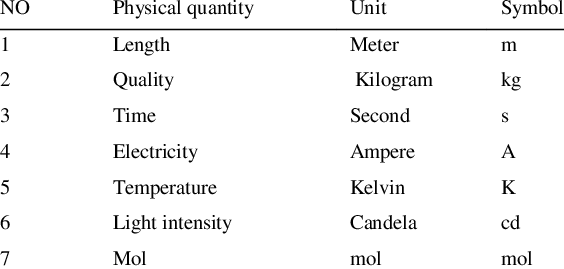 NO Physical quantity Unit Symbol
1 Length Meter m
2 Quality Kilogram kg
3 Time Second s
4 Electricity Ampere A
5 Temperature Kelvin K
6 Light intensity Candela cd
7 Mol mol mol